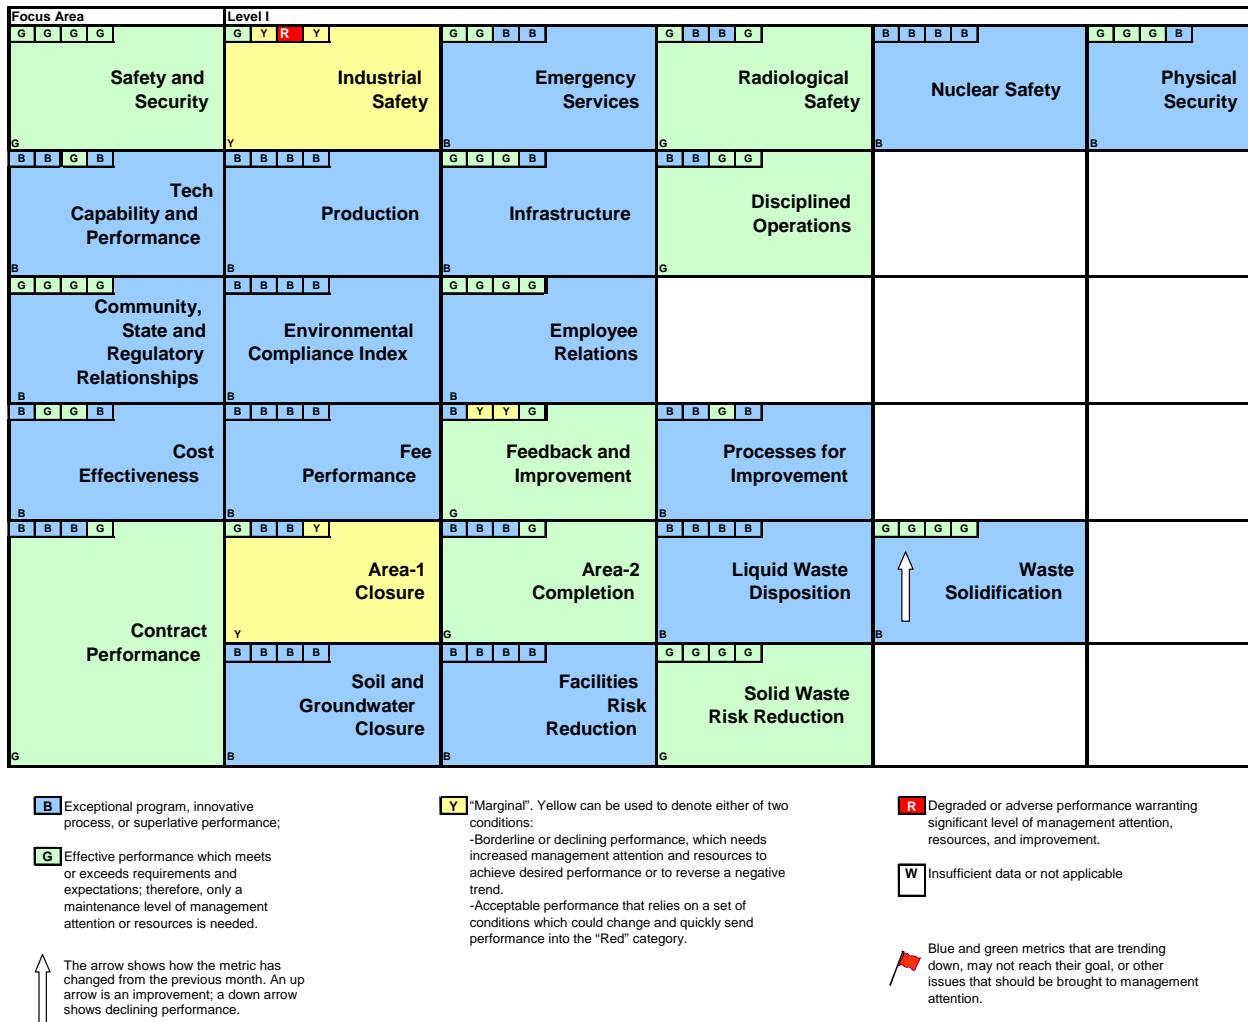 Focus Area Level I
G G G G G Y R Y G G B B G B B G B B B B G G G B
Safety and Industrial Emergency Radiological Nuclear Safety Physical
Security Safety Services Safety Security
G Y B G B B
B B G B B B B B G G G B B B G G
Tech
Capability and Production Infrastructure Disciplined
Performance Operations
B B B G
G G G G B B B B G G G G
Community,
State and Environmental Employee
Regulatory Compliance Index Relations
Relationships
B B B
B G G B B B B B B Y Y G B B G B
Cost Fee Feedback and Processes for
Effectiveness Performance Improvement Improvement
B B G B
B B B G G B B Y B B B G B B B B G G G G
Area-1 Area-2 Liquid Waste Waste
Closure Completion Disposition Solidification
Y G B B
Contract
Performance
B B B B B B B B G G G G
Soil and Facilities Solid Waste
Groundwater Risk Risk Reduction
Closure Reduction
G B B G
B Exceptional program, innovative
process, or superlative performance;
G Effective performance which meets
or exceeds requirements and
expectations; therefore, only a
maintenance level of management
attention or resources is needed.
The arrow shows how the metric has
changed from the previous month. An up
arrow is an improvement; a down arrow
shows declining performance.
Y “Marginal”. Yellow can be used to denote either of two
conditions:
-Borderline or declining performance, which needs
increased management attention and resources to
achieve desired performance or to reverse a negative
trend.
-Acceptable performance that relies on a set of
conditions which could change and quickly send
performance into the “Red” category.
R Degraded or adverse performance warranting
significant level of management attention,
resources, and improvement.
W Insufficient data or not applicable
Blue and green metrics that are trending
down, may not reach their goal, or other
issues that should be brought to management
attention.